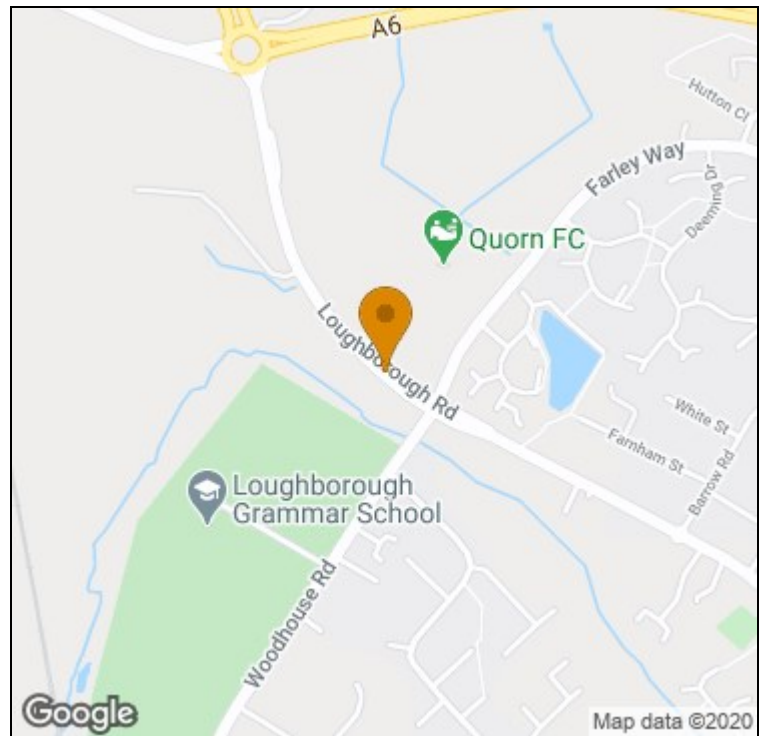 A6
Hutton Cl
Farley Way
Deeming Dr
Quorn FC
Loughborough Rd
White St
Farnham St
Barrow Rd
Loughborough
Grammar School
Woodhouse Rd
Google
Map data ©2020